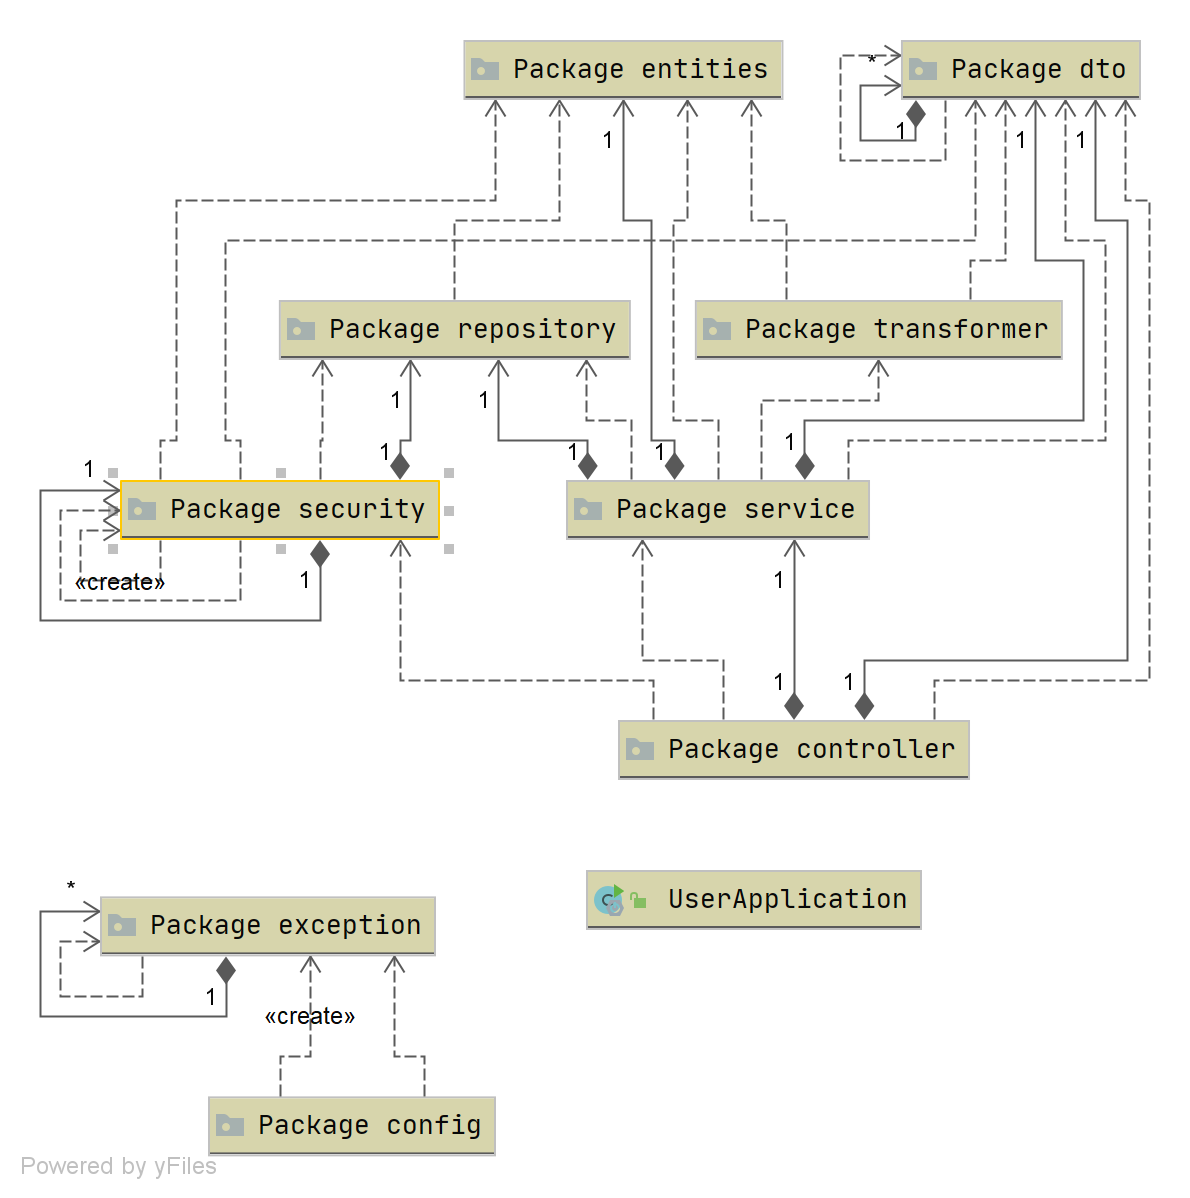 Package entities
Package dto
*
1
1
1
1
Package repository
Package transformer
1
1
1
1
1
1
1
Package security
Package service
«create»
1
1
1
1
Package controller
*
Package exception
UserApplication
1
«create»
Package config
Powered by yFiles